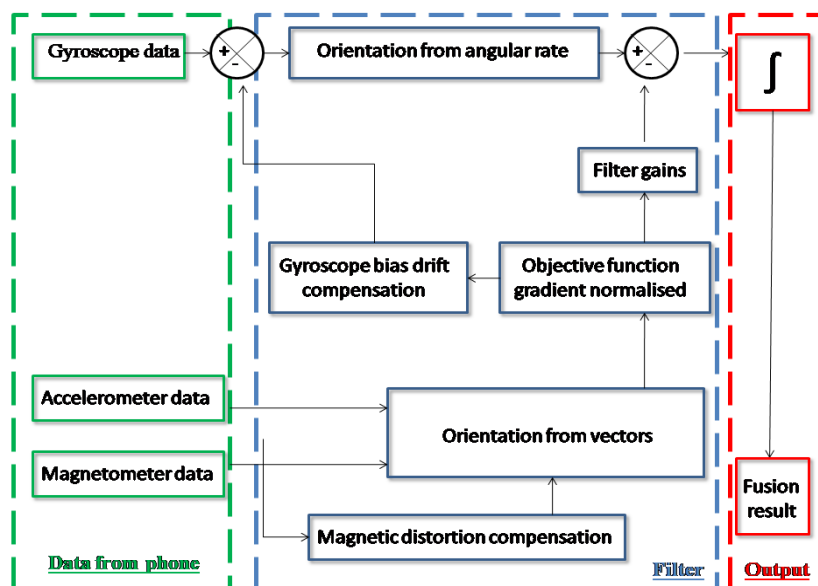 Gyroscope data
+
-
Orientation from angular rate
+
-
∫
Filter gains
Gyroscope bias drift
compensation
Objective function
gradient normalised
Accelerometer data
Orientation from vectors
Magnetometer data
Fusion
result
Magnetic distortion compensation
Data from phone
Filter
Output